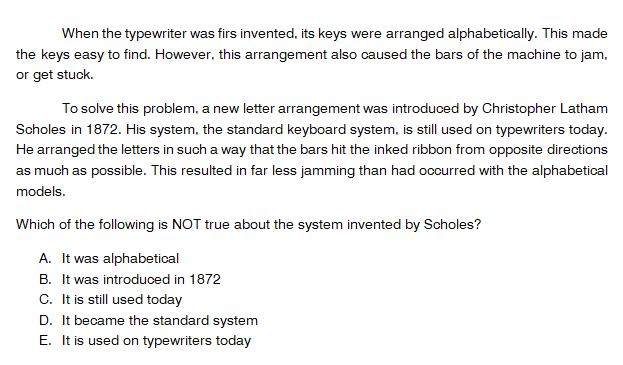 When the typewriter was firs invented, its keys were arranged alphabetically. This made
the keys easy to find. However, this arrangement also caused the bars of the machine to jam,
or get stuck.
To solve this problem, a new letter arrangement was introduced by Christopher Latham
Scholes in 1872. His system, the standard keyboard system, is still used on typewriters today.
He arranged the letters in such a way that the bars hit the inked ribbon from opposite directions
as much as possible. This resulted in far less jamming than had occurred with the alphabetical
models.
Which of the following is NOT true about the system invented by Scholes?
A. It was alphabetical
B. It was introduced in 1872
C. It is still used today
D. It became the standard system
E. It is used on typewriters today